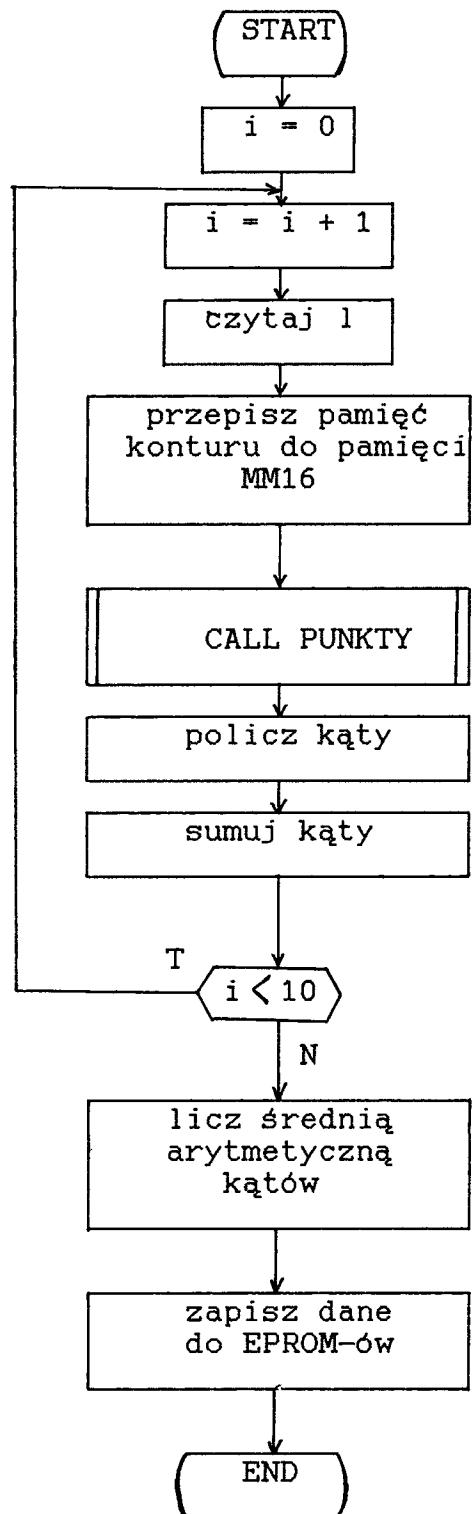 START
i = 0
i = i + 1
czytaj l
przepisz pamięć
konturu do pamięci
MM16
CALL PUNKTY
policz kąty
sumuj kąty
T
i < 10
N
licz średnią
arytmetyczną
kątów
zapisz dane
do EPROM-ów
END